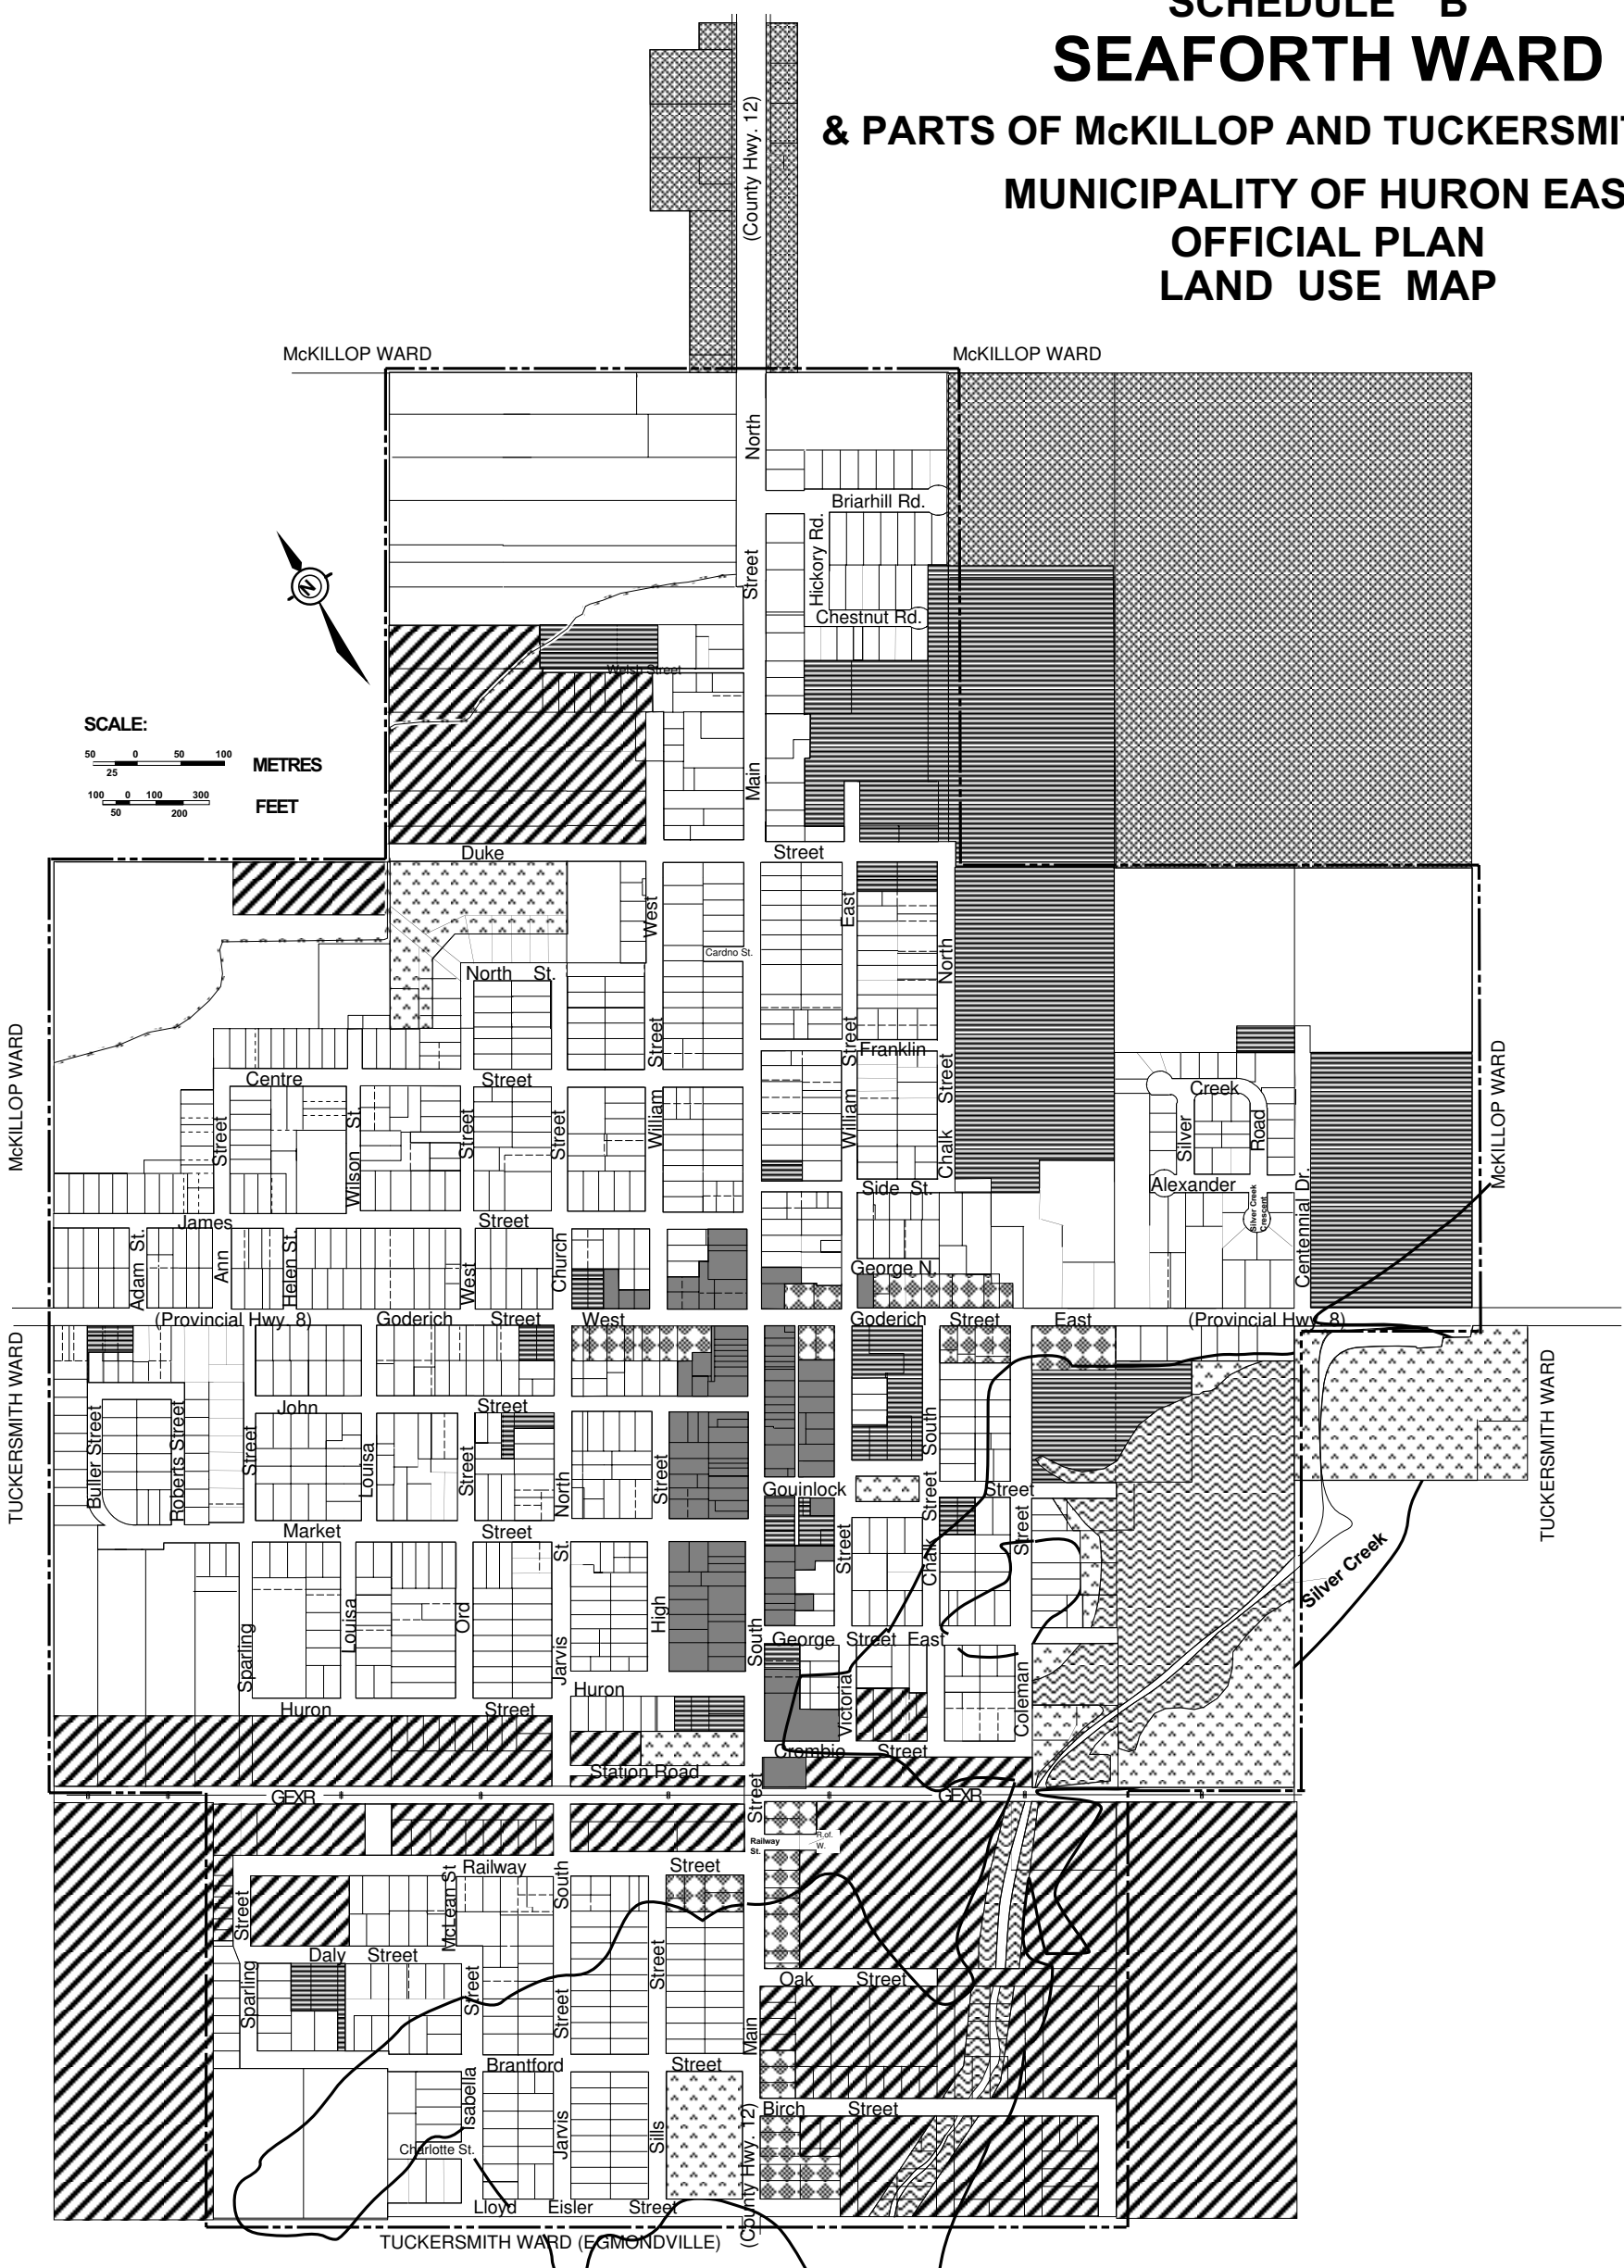 SCHEDULE "B"
SEAFORTH WARD
& PARTS OF McKILLOP AND TUCKERSMIT
MUNICIPALITY OF HURON EAS
OFFICIAL PLAN
LAND USE MAP
(County Hwy. 12)
McKILLOP WARD
McKILLOP WARD
North
Briarhill Rd.
Hickory Rd.
Street
Chestnut Rd.
N
Welsh Street
SCALE:
50 0 50 100
25
METRES
100 0 100 300
50 200
FEET
Main
Duke
Street
West
East
Cardno St.
North St.
North
Street
Street
Franklin
McKILLOP WARD
McKILLOP WARD
Centre
Street
Street
Creek
Street
St.
Street
Street
William
William
Silver
Road
Wilson
Chalk
Side St.
Alexander
Silver Creek
Crescent
Centennial Dr.
James
Street
Adam St.
Ann
Helen St.
West
Church
George N.
(Provincial Hwy. 8)
Goderich
Street
West
Goderich
Street
East
(Provincial Hwy. 8)
TUCKERSMITH WARD
TUCKERSMITH WARD
John
Street
Buller Street
Roberts Street
Street
Louisa
Street
North
Street
South
Gouinlock
Street
Street
Market
Street
St.
Street
Chalk
Street
Silver Creek
Sparling
Louisa
Ord
Jarvis
High
South
George Street East
Huron
Street
Huron
Victoria
Coleman
Crombie
Street
Station Road
GEXR
GEXR
Street
Railway
St.
R.of.
W.
Railway
Street
Street
McLean St
South
Daly Street
Sparling
Street
Street
Street
Oak
Street
Main
Brantford
Street
Isabella
Jarvis
Sills
Birch
Street
Charlotte St.
(County Hwy. 12)
Lloyd
Eisler
Street
TUCKERSMITH WARD (EGMONDVILLE)